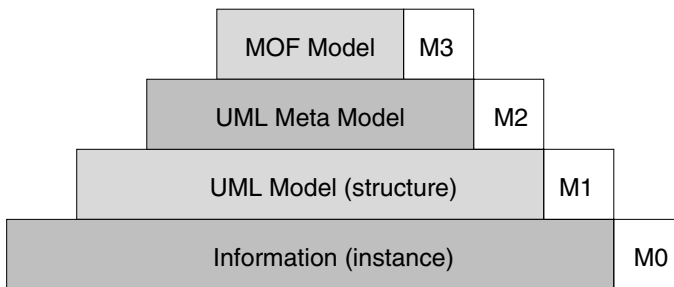 MOF Model M3
UML Meta Model M2
UML Model (structure) M1
Information (instance) M0